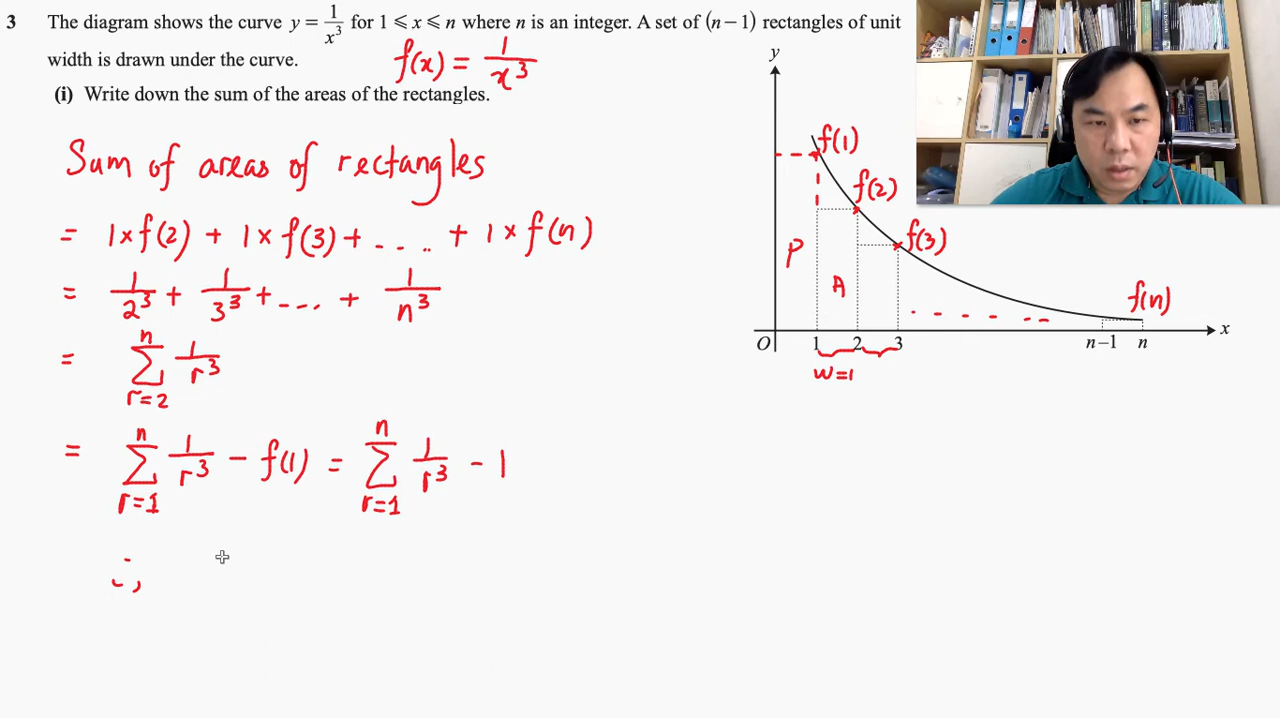 3 The diagram shows the curve y = 1/x³ for 1 ⩽ x ⩽ n where n is an integer. A set of (n − 1) rectangles of unit
width is drawn under the curve.
f(x) = 1/x³
(i) Write down the sum of the areas of the rectangles.
Sum of areas of rectangles
= 1×f(2) + 1×f(3) + ..... + 1×f(n)
= 1/2³ + 1/3³ + .... + 1/n³
= ∑_{r=2}^{n} 1/r³
= ∑_{r=1}^{n} 1/r³ − f(1) = ∑_{r=1}^{n} 1/r³ − 1
∴,
y
f(1)
f(2)
f(3)
P
A
f(n)
O 1 2 3 n−1 n x
W=1